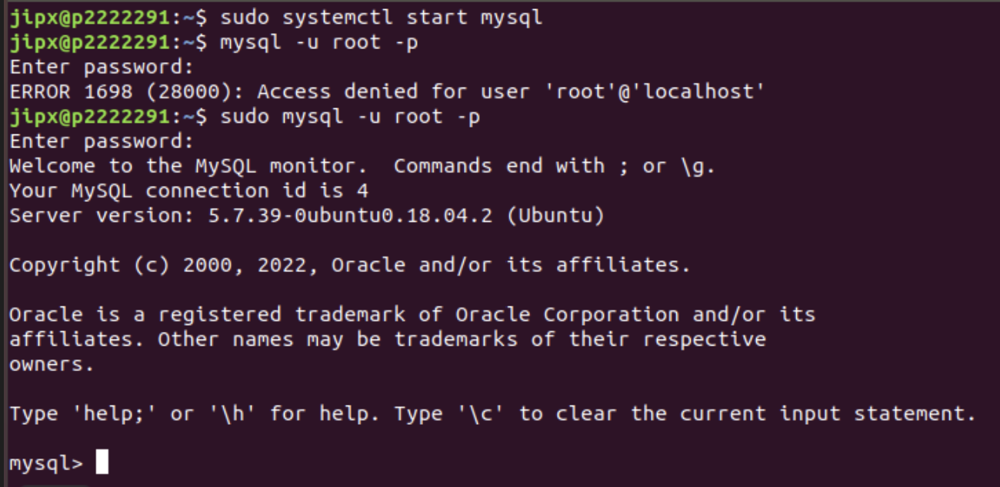 jipx@p2222291:~$ sudo systemctl start mysql
jipx@p2222291:~$ mysql -u root -p
Enter password:
ERROR 1698 (28000): Access denied for user 'root'@'localhost'
jipx@p2222291:~$ sudo mysql -u root -p
Enter password:
Welcome to the MySQL monitor.  Commands end with ; or \g.
Your MySQL connection id is 4
Server version: 5.7.39-0ubuntu0.18.04.2 (Ubuntu)

Copyright (c) 2000, 2022, Oracle and/or its affiliates.

Oracle is a registered trademark of Oracle Corporation and/or its
affiliates. Other names may be trademarks of their respective
owners.

Type 'help;' or '\h' for help. Type '\c' to clear the current input statement.

mysql>